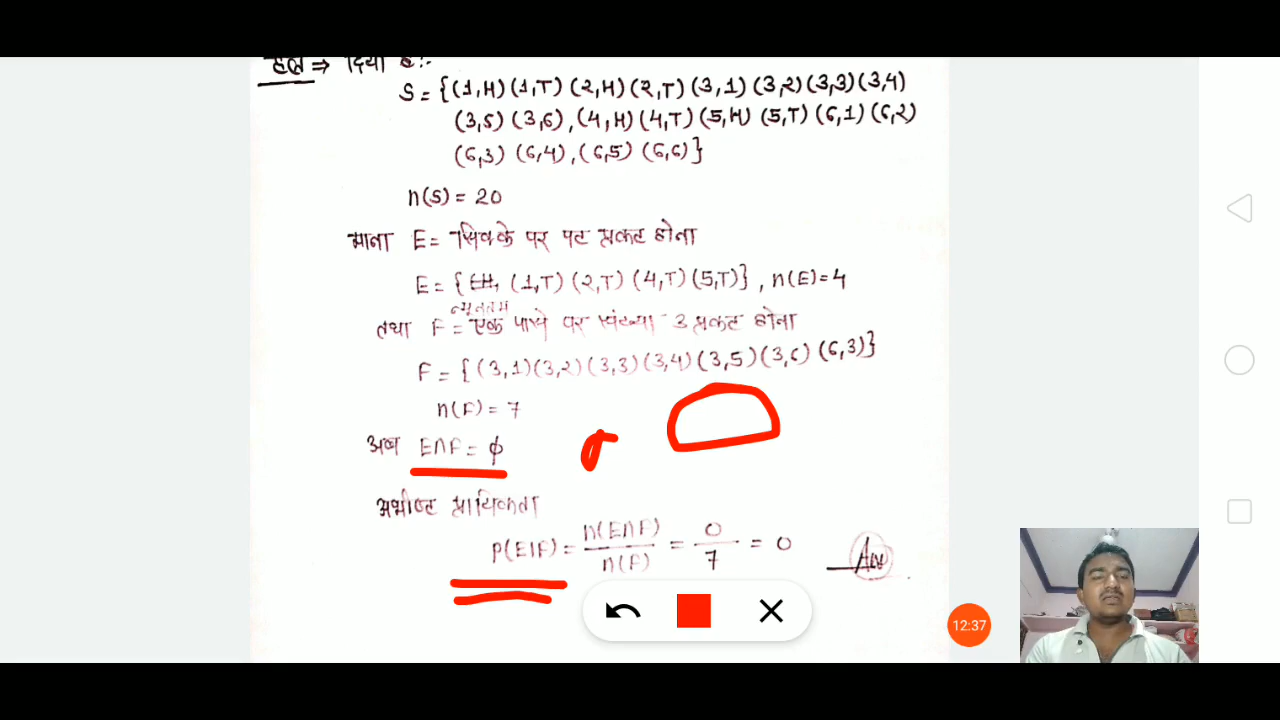 हल ⇒ दिया है:-
S = {(1,H) (1,T) (2,H) (2,T) (3,1) (3,2) (3,3) (3,4)
(3,5) (3,6), (4,H) (4,T) (5,H) (5,T) (6,1) (6,2)
(6,3) (6,4), (6,5) (6,6)}
n(S) = 20
माना E = सिक्के पर पट प्रकट होना
E = { (1,T) (2,T) (4,T) (5,T)}, n(E)=4
न्यूनतम
तथा F = एक पासे पर संख्या 3 प्रकट होना
F = { (3,1)(3,2)(3,3)(3,4)(3,5)(3,6) (6,3)}
n(F) = 7
अब E∩F = ϕ
अभीष्ट प्रायिकता
P(E|F) = n(E∩F)/n(F) = 0/7 = 0 Ans
12:37